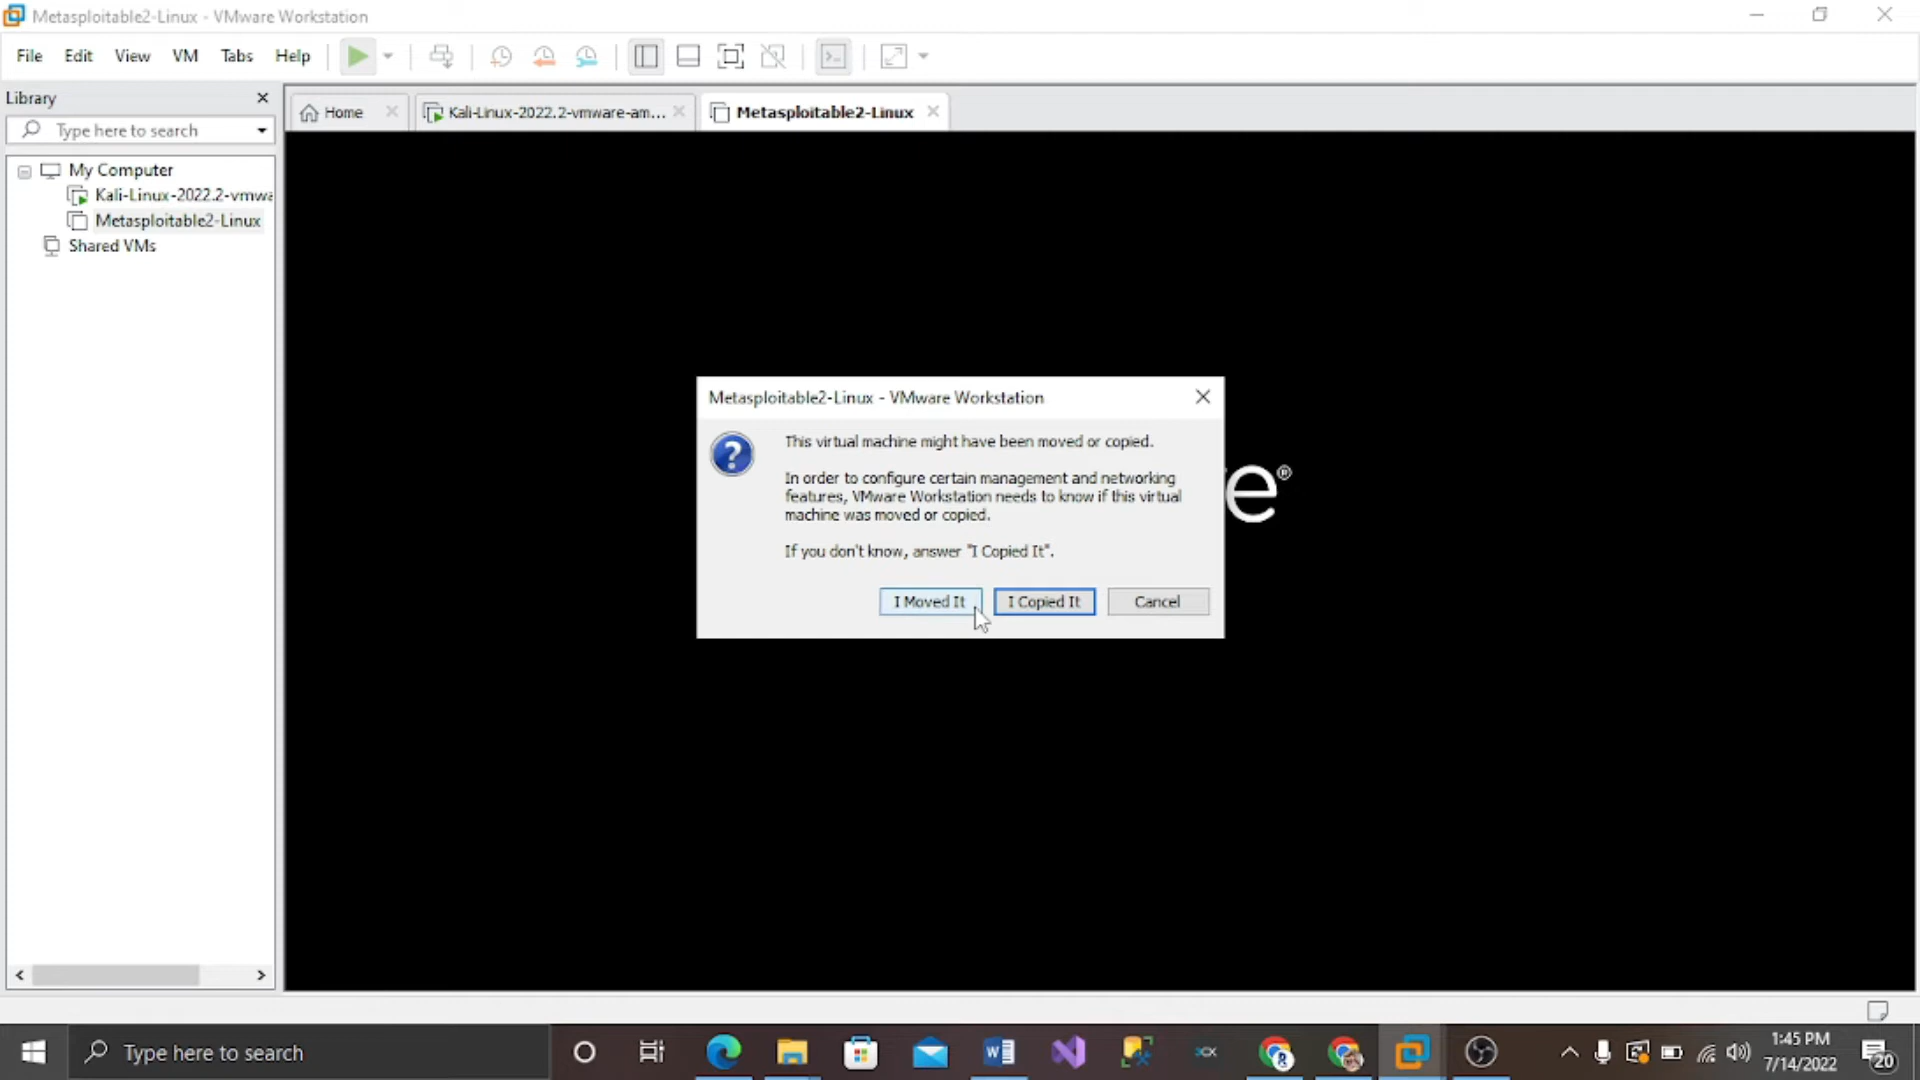 Metasploitable2-Linux - VMware Workstation
File Edit View VM Tabs Help
Library
Type here to search
My Computer
Kali-Linux-2022.2-vmwa
Metasploitable2-Linux
Shared VMs
Home
Kali-Linux-2022.2-vmware-am...
Metasploitable2-Linux
e®
Metasploitable2-Linux - VMware Workstation
This virtual machine might have been moved or copied.
In order to configure certain management and networking
features, VMware Workstation needs to know if this virtual
machine was moved or copied.
If you don't know, answer "I Copied It".
I Moved It I Copied It Cancel
Type here to search
1:45 PM
7/14/2022
20